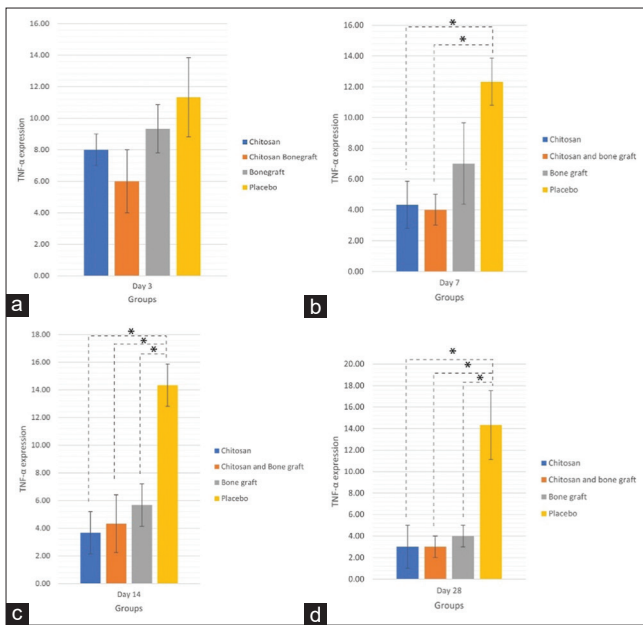 14.00
12.00
10.00
8.00
6.00
4.00
2.00
0.00
TNF-α expression
Day 3
Groups
Chitosan
Chitosan Bonegraft
Bonegraft
Placebo
a
16.00
14.00
12.00
10.00
8.00
6.00
4.00
2.00
0.00
TNF-α expression
*
*
Day 7
Groups
Chitosan
Chitosan and bone graft
Bone graft
Placebo
b
18.00
16.00
14.00
12.00
10.00
8.00
6.00
4.00
2.00
0.00
TNF-α expression
*
*
*
Day 14
Groups
Chitosan
Chitosan and Bone graft
Bone graft
Placebo
c
20.00
18.00
16.00
14.00
12.00
10.00
8.00
6.00
4.00
2.00
0.00
TNF-α expression
*
*
*
Day 28
Groups
Chitosan
Chitosan and bone graft
Bone graft
Placebo
d